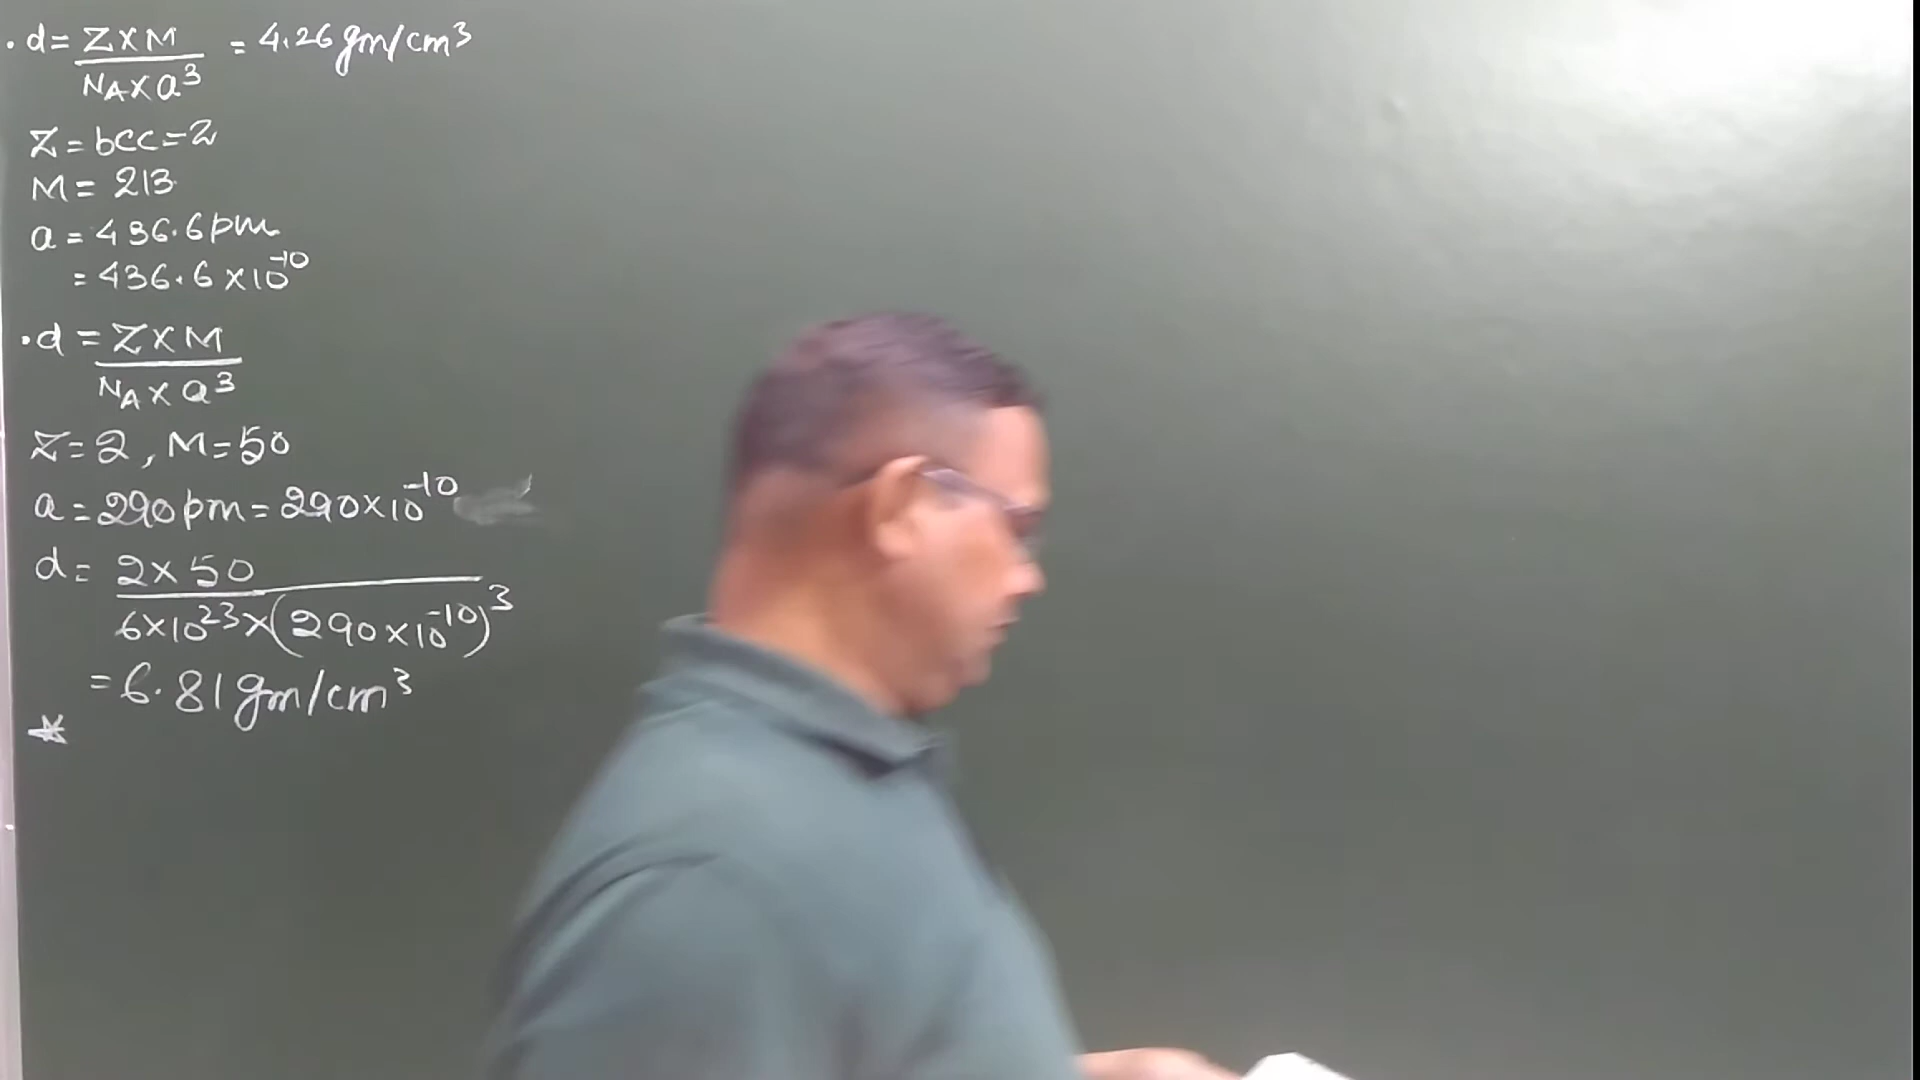 . d = Z X M / N_A X a³ = 4.26 gm/cm³
Z = bcc = 2
M = 213
a = 436.6 pm
= 436.6 x 10⁻¹⁰
. d = Z X M / N_A X a³
Z = 2, M = 50
a = 290 pm = 290 x 10⁻¹⁰
d = 2 x 50 / 6 x 10²³ x (290 x 10⁻¹⁰)³
= 6.81 gm/cm³
*